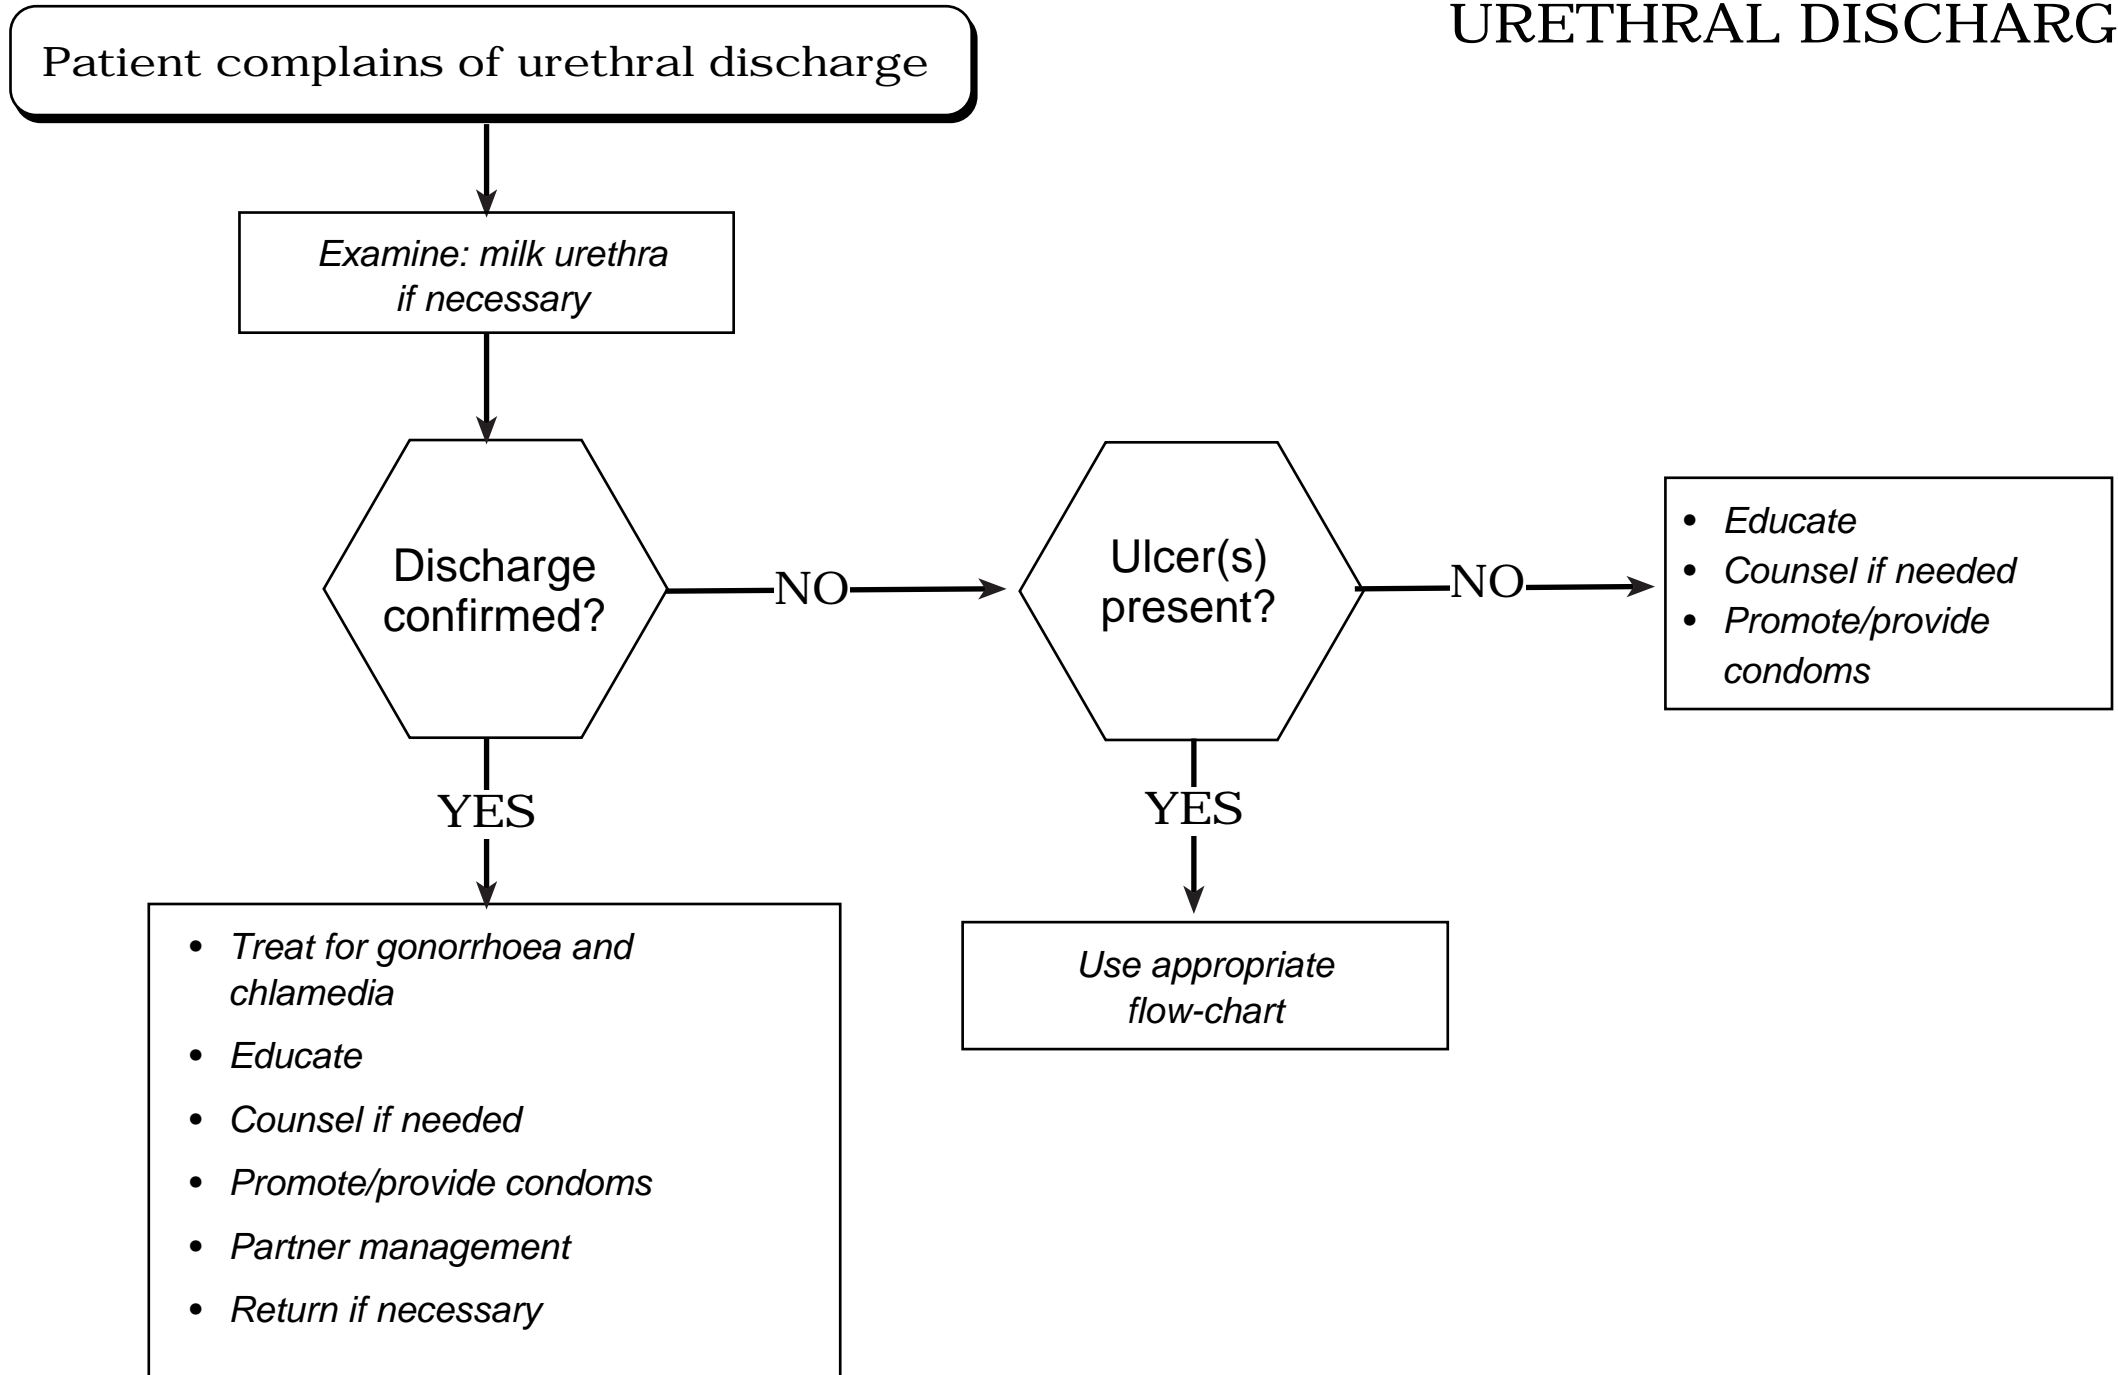 URETHRAL DISCHARG
Patient complains of urethral discharge
Examine: milk urethra
if necessary
Discharge
confirmed?
NO
Ulcer(s)
present?
NO
• Educate
• Counsel if needed
• Promote/provide
condoms
YES
YES
• Treat for gonorrhoea and
chlamedia
• Educate
• Counsel if needed
• Promote/provide condoms
• Partner management
• Return if necessary
Use appropriate
flow-chart